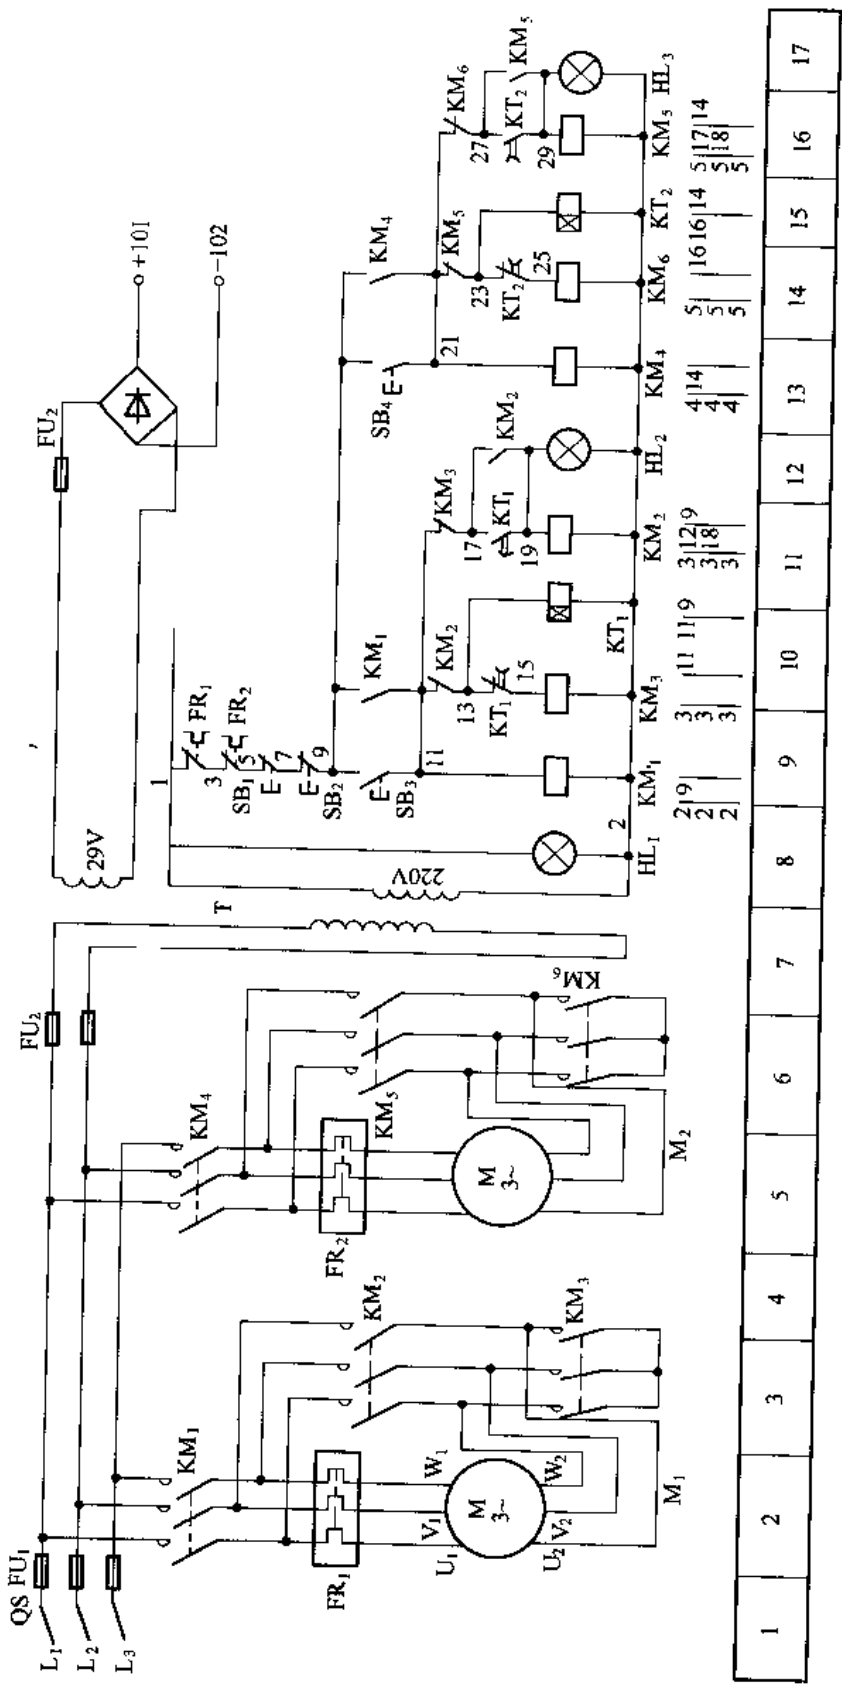 QS FU₁
L₁
L₂
L₃
KM₁
FR₁
U₁
V₁
W₁
M
3~
U₂
V₂
W₂
M₁
KM₂
KM₃
KM₄
FR₂
KM₅
M
3~
M₂
KM₆
FU₂
T
29V
220V
FU₂
+101
-102
1
FR₁
3
FR₂
5
SB₁
7
SB₂
9
SB₃
11
KM₁
KM₂
13
KT₁
15
KM₃
17
KT₁
19
KM₂
SB₄
21
KM₄
KM₅
23
KT₂
25
KM₆
27
KT₂
29
KM₅
2
HL₁
KM₁
KM₃
KT₁
KM₂
HL₂
KM₄
KM₆
KT₂
KM₅
HL₃
2 9
2
2
3 11
3
3
11 9
3 12 9
3 18
3
4 14
4
4
5 16
5
5
16 14
5 17 14
5 18
5
1 2 3 4 5 6 7 8 9 10 11 12 13 14 15 16 17